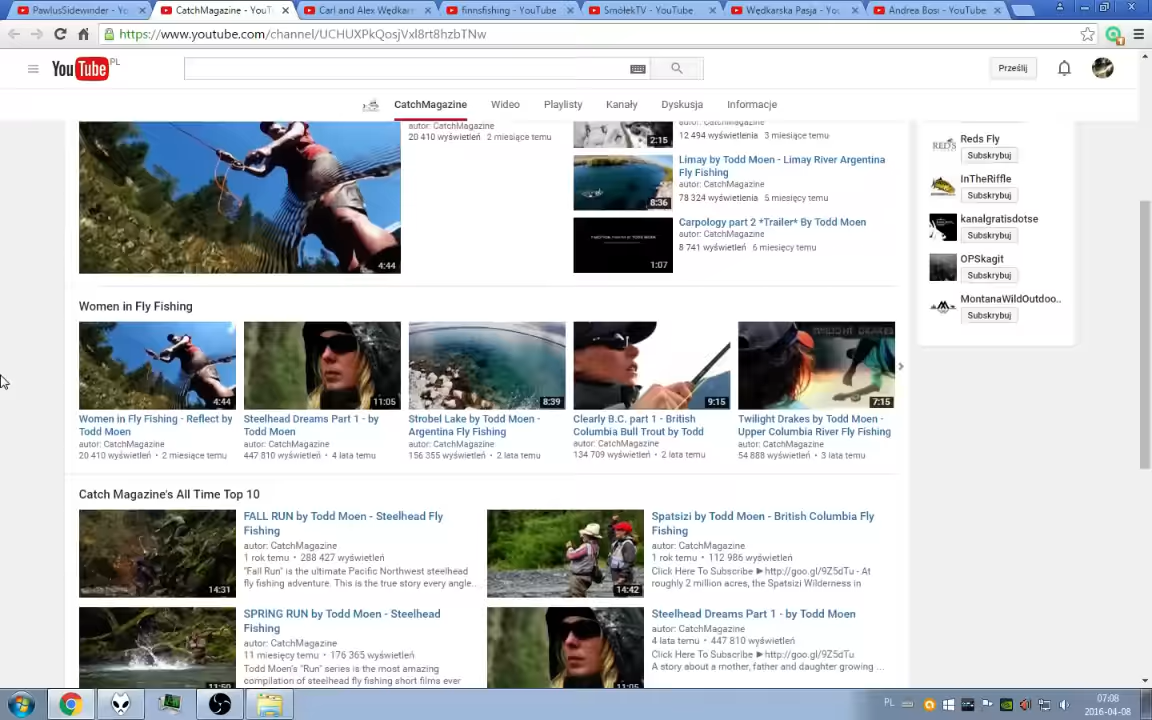 PawlusSidewinder - Yo
CatchMagazine - YouT
Carl and Alex Wędkar
finnsfishing - YouTube
SmółekTV - YouTube
Wędkarska Pasja - Yo
Andrea Bosi - YouTube
https://www.youtube.com/channel/UCHUXPkQosjVxl8rt8hzbTNw
YouTube PL
Prześlij
CatchMagazine Wideo Playlisty Kanały Dyskusja Informacje
autor: CatchMagazine
20 410 wyświetleń 2 miesiące temu
4:44
autor: CatchMagazine
12 494 wyświetlenia 3 miesiące temu
2:15
Limay by Todd Moen - Limay River Argentina
Fly Fishing
autor: CatchMagazine
78 324 wyświetlenia 5 miesięcy temu
8:36
Carpology part 2 *Trailer* By Todd Moen
autor: CatchMagazine
8 741 wyświetleń 6 miesięcy temu
1:07
Reds Fly
Subskrybuj
InTheRiffle
Subskrybuj
kanalgratisdotse
Subskrybuj
OPSkagit
Subskrybuj
MontanaWildOutdoo..
Subskrybuj
Women in Fly Fishing
4:44
Women in Fly Fishing - Reflect by
Todd Moen
autor: CatchMagazine
20 410 wyświetleń • 2 miesiące temu
11:05
Steelhead Dreams Part 1 - by
Todd Moen
autor: CatchMagazine
447 810 wyświetleń • 4 lata temu
8:39
Strobel Lake by Todd Moen -
Argentina Fly Fishing
autor: CatchMagazine
156 355 wyświetleń • 2 lata temu
9:15
Clearly B.C. part 1 - British
Columbia Bull Trout by Todd
autor: CatchMagazine
134 709 wyświetleń • 2 lata temu
7:15
Twilight Drakes by Todd Moen -
Upper Columbia River Fly Fishing
autor: CatchMagazine
54 888 wyświetleń • 3 lata temu
Catch Magazine's All Time Top 10
14:31
FALL RUN by Todd Moen - Steelhead Fly
Fishing
autor: CatchMagazine
1 rok temu • 288 427 wyświetleń
"Fall Run" is the ultimate Pacific Northwest steelhead
fly fishing adventure. This is the true story every angle...
14:42
Spatsizi by Todd Moen - British Columbia Fly
Fishing
autor: CatchMagazine
1 rok temu • 112 986 wyświetleń
Click Here To Subscribe ►http://goo.gl/9Z5dTu - At
roughly 2 million acres, the Spatsizi Wilderness in
11:50
SPRING RUN by Todd Moen - Steelhead
Fishing
autor: CatchMagazine
11 miesięcy temu • 176 365 wyświetleń
Todd Moen's "Run" series is the most amazing
compilation of steelhead fly fishing short films ever
11:05
Steelhead Dreams Part 1 - by Todd Moen
autor: CatchMagazine
4 lata temu • 447 810 wyświetleń
Click Here To Subscribe ►http://goo.gl/9Z5dTu
A story about a mother, father and daughter growing ...
PL
07:08
2016-04-08